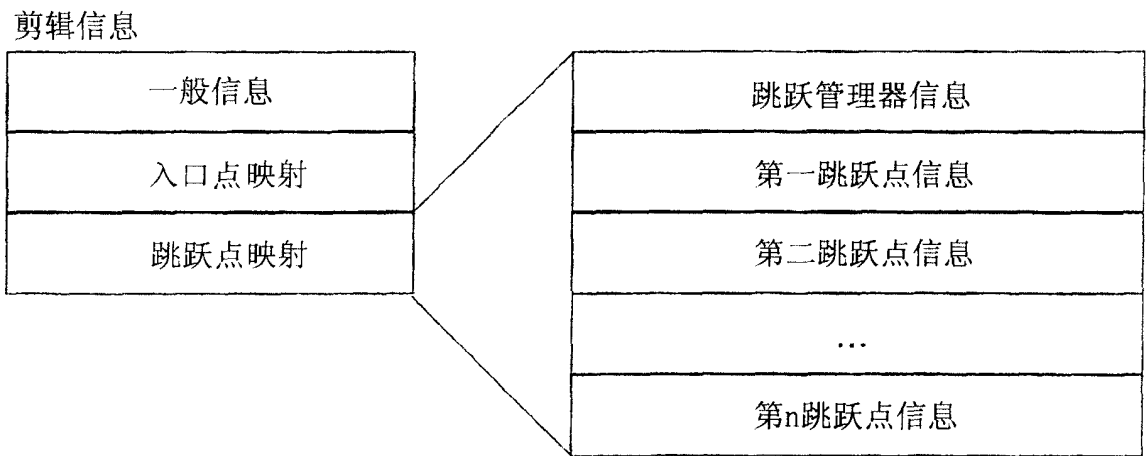 剪辑信息
一般信息
入口点映射
跳跃点映射
跳跃管理器信息
第一跳跃点信息
第二跳跃点信息
...
第n跳跃点信息